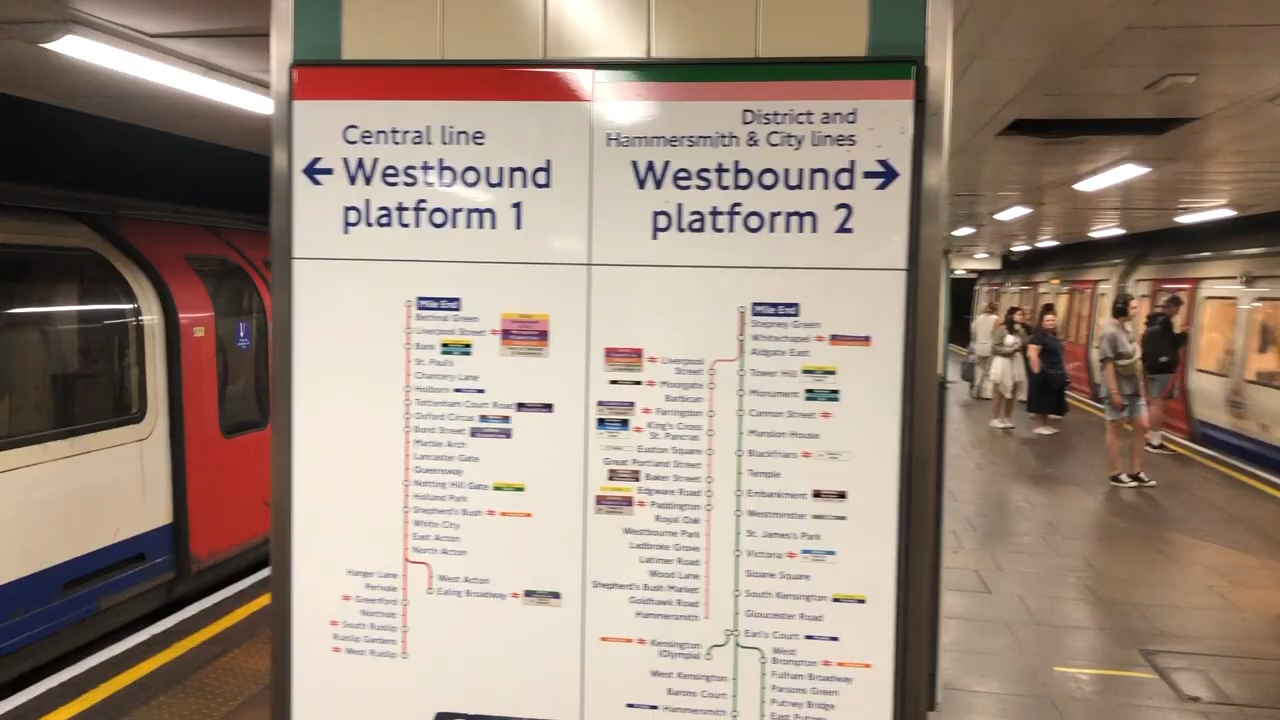 Central line
Westbound
platform 1
District and
Hammersmith & City lines
Westbound
platform 2
Mile End
Bethnal Green
Liverpool Street
Bank
St. Paul's
Chancery Lane
Holborn
Tottenham Court Road
Oxford Circus
Bond Street
Marble Arch
Lancaster Gate
Queensway
Notting Hill Gate
Holland Park
Shepherd's Bush
White City
East Acton
North Acton
West Acton
Ealing Broadway
Hanger Lane
Perivale
Greenford
Northolt
South Ruislip
Ruislip Gardens
West Ruislip
Mile End
Stepney Green
Whitechapel
Aldgate East
Liverpool
Street
Moorgate
Barbican
Farringdon
King's Cross
St. Pancras
Euston Square
Great Portland Street
Baker Street
Edgware Road
Paddington
Royal Oak
Westbourne Park
Ladbroke Grove
Latimer Road
Wood Lane
Shepherd's Bush Market
Goldhawk Road
Hammersmith
Tower Hill
Monument
Cannon Street
Mansion House
Blackfriars
Temple
Embankment
Westminster
St. James's Park
Victoria
Sloane Square
South Kensington
Gloucester Road
Earl's Court
Kensington
(Olympia)
West Kensington
Barons Court
Hammersmith
West
Brompton
Fulham Broadway
Parsons Green
Putney Bridge
East Putney